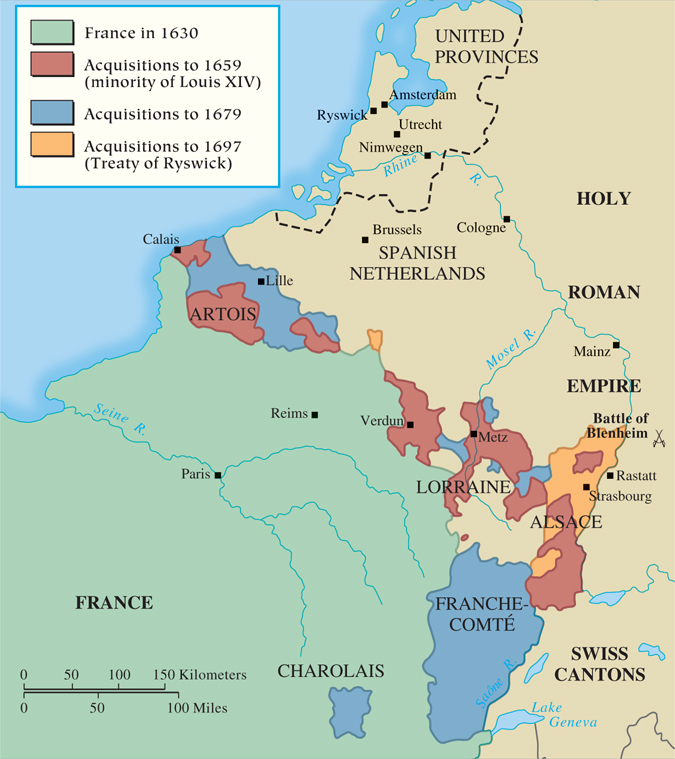 France in 1630
Acquisitions to 1659
(minority of Louis XIV)
Acquisitions to 1679
Acquisitions to 1697
(Treaty of Ryswick)
UNITED
PROVINCES
Amsterdam
Ryswick
Utrecht
Nimwegen
Rhine
R.
HOLY
Cologne
Calais
Brussels
SPANISH
NETHERLANDS
Lille
ROMAN
ARTOIS
Mosel R.
Mainz
EMPIRE
Seine R.
Reims
Verdun
Battle of
Blenheim
Metz
Paris
LORRAINE
Rastatt
Strasbourg
ALSACE
FRANCE
FRANCHE-
COMTÉ
SWISS
CANTONS
CHAROLAIS
0 50 100 150 Kilometers
0 50 100 Miles
Saône R.
Lake
Geneva